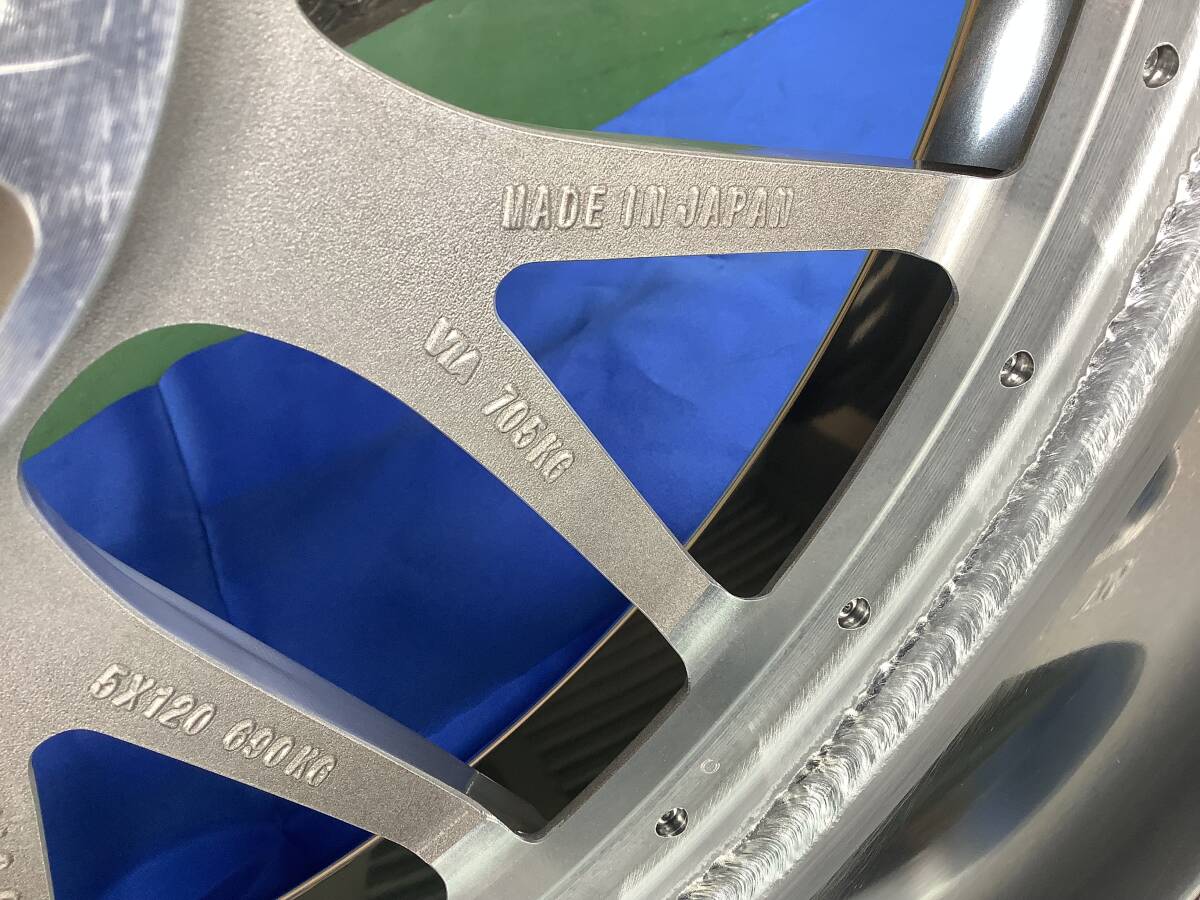 MADE IN JAPAN
VIA 705KG
5X120 690KG